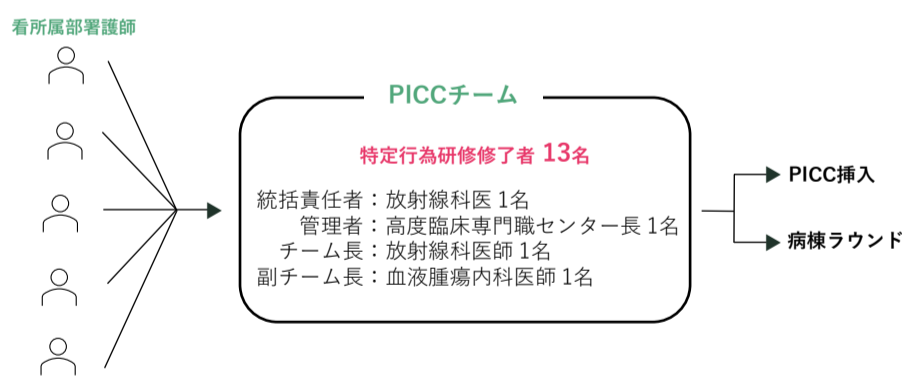 看所属部署護師
PICCチーム
特定行為研修修了者 13名
統括責任者：放射線科医 1名
管理者：高度臨床専門職センター長 1名
チーム長：放射線科医師 1名
副チーム長：血液腫瘍内科医師 1名
PICC挿入
病棟ラウンド